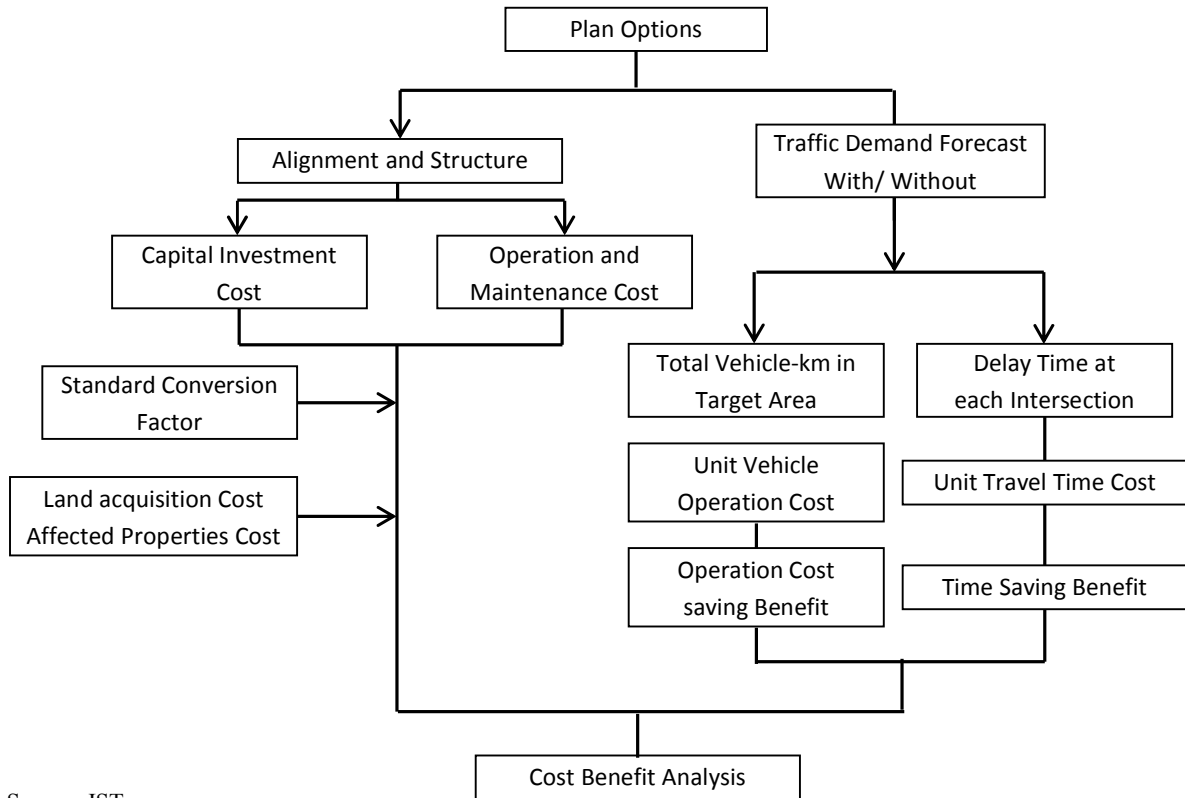 Plan Options
Alignment and Structure
Traffic Demand Forecast
With/ Without
Capital Investment
Cost
Operation and
Maintenance Cost
Total Vehicle-km in
Target Area
Delay Time at
each Intersection
Standard Conversion
Factor
Unit Vehicle
Operation Cost
Unit Travel Time Cost
Land acquisition Cost
Affected Properties Cost
Operation Cost
saving Benefit
Time Saving Benefit
Cost Benefit Analysis